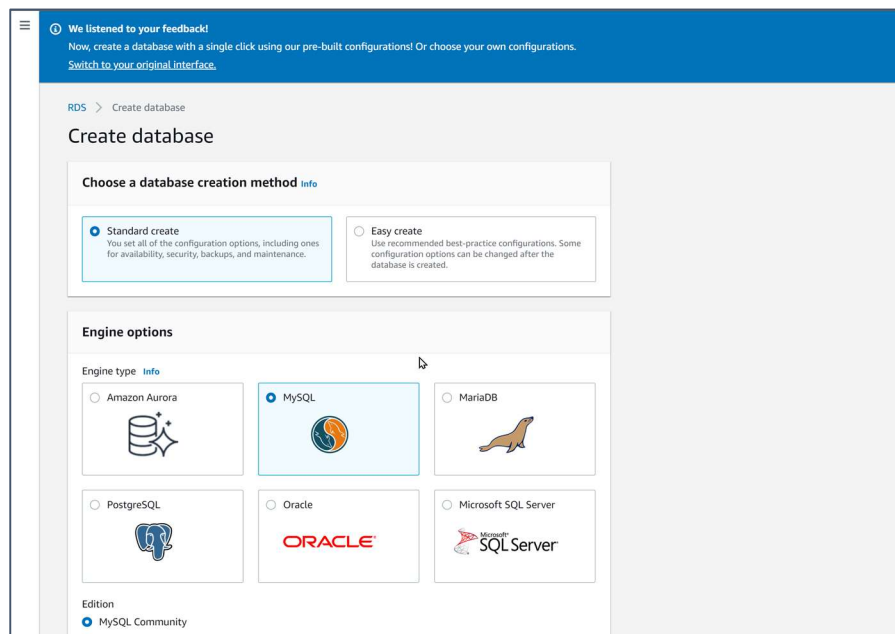 We listened to your feedback!
Now, create a database with a single click using our pre-built configurations! Or choose your own configurations.
Switch to your original interface.
RDS > Create database
Create database
Choose a database creation method Info
Standard create
You set all of the configuration options, including ones
for availability, security, backups, and maintenance.
Easy create
Use recommended best-practice configurations. Some
configuration options can be changed after the
database is created.
Engine options
Engine type Info
Amazon Aurora
MySQL
MariaDB
PostgreSQL
Oracle
ORACLE
Microsoft SQL Server
Microsoft
SQL Server
Edition
MySQL Community